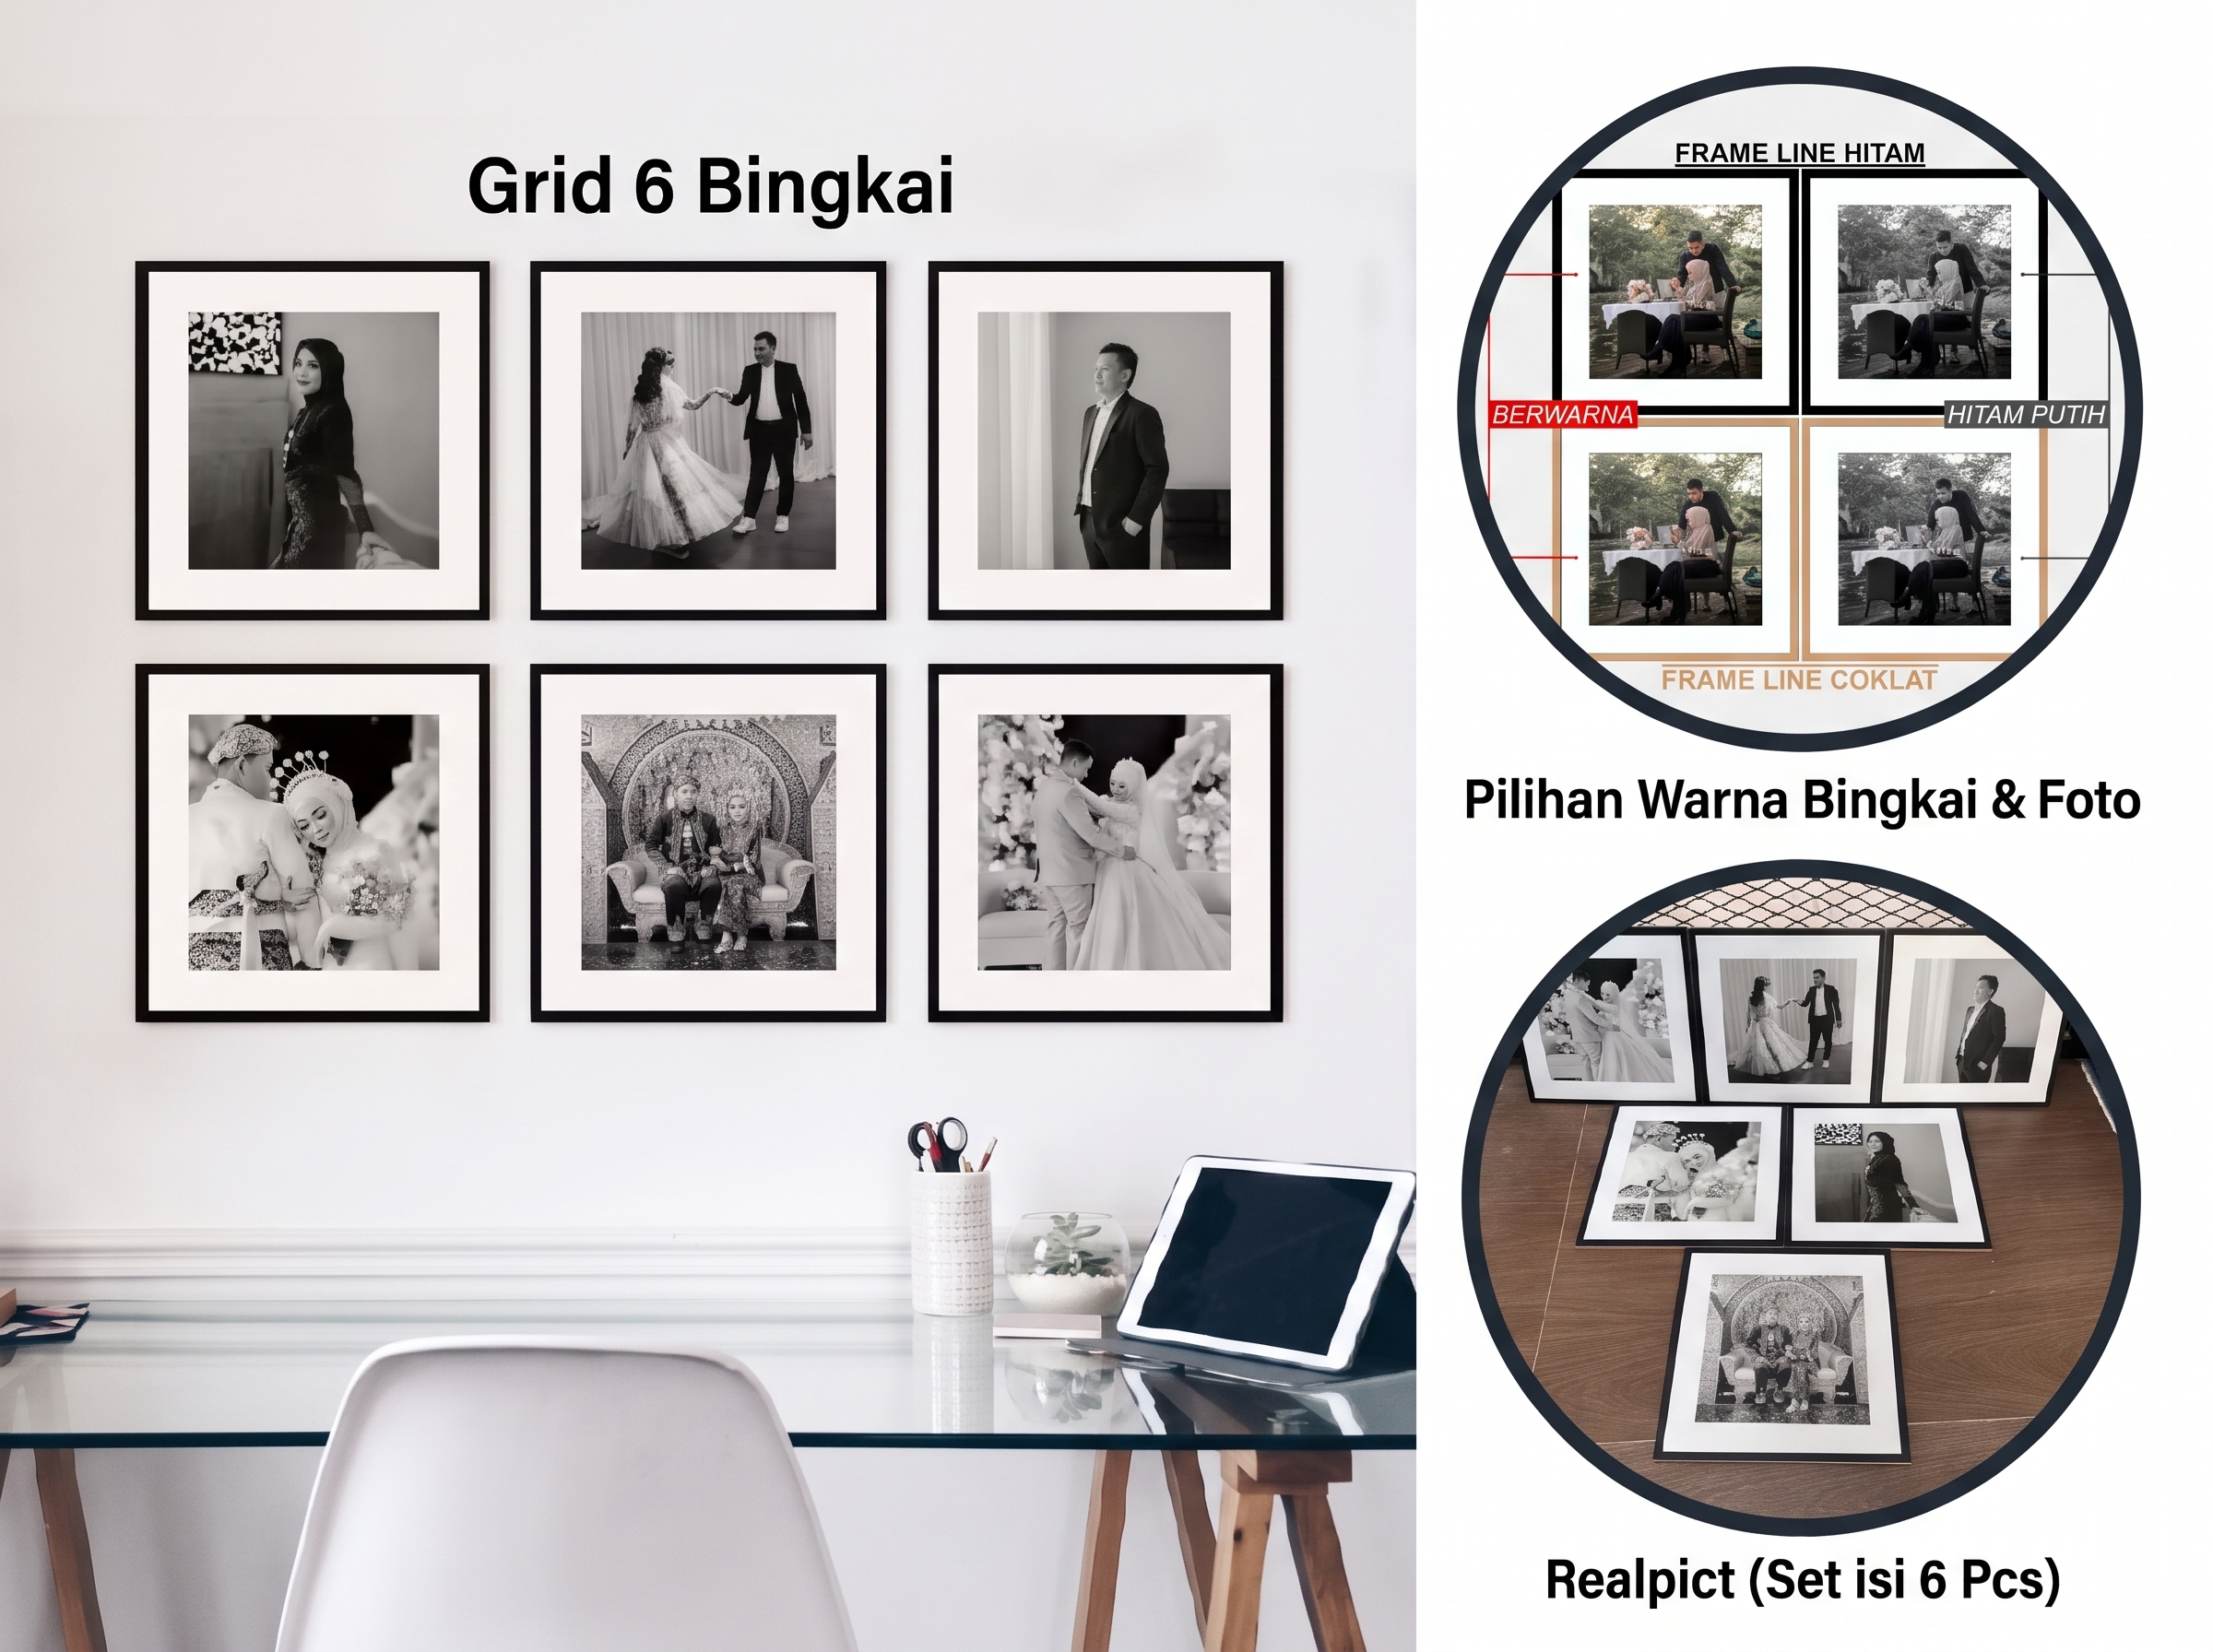 Grid 6 Bingkai
FRAME LINE HITAM
BERWARNA
HITAM PUTIH
FRAME LINE COKLAT
Pilihan Warna Bingkai & Foto
Realpict (Set isi 6 Pcs)